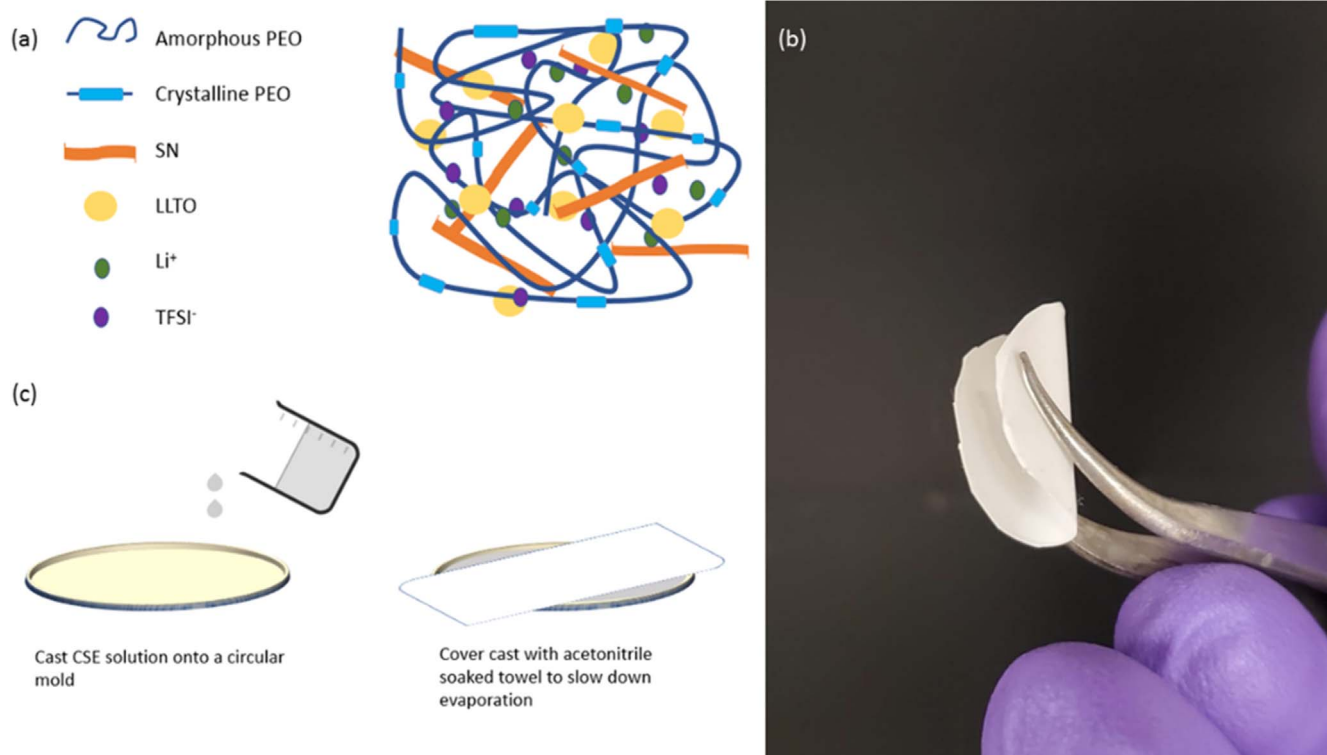 (a)
Amorphous PEO
Crystalline PEO
SN
LLTO
Li⁺
TFSI⁻
(b)
(c)
Cast CSE solution onto a circular
mold
Cover cast with acetonitrile
soaked towel to slow down
evaporation